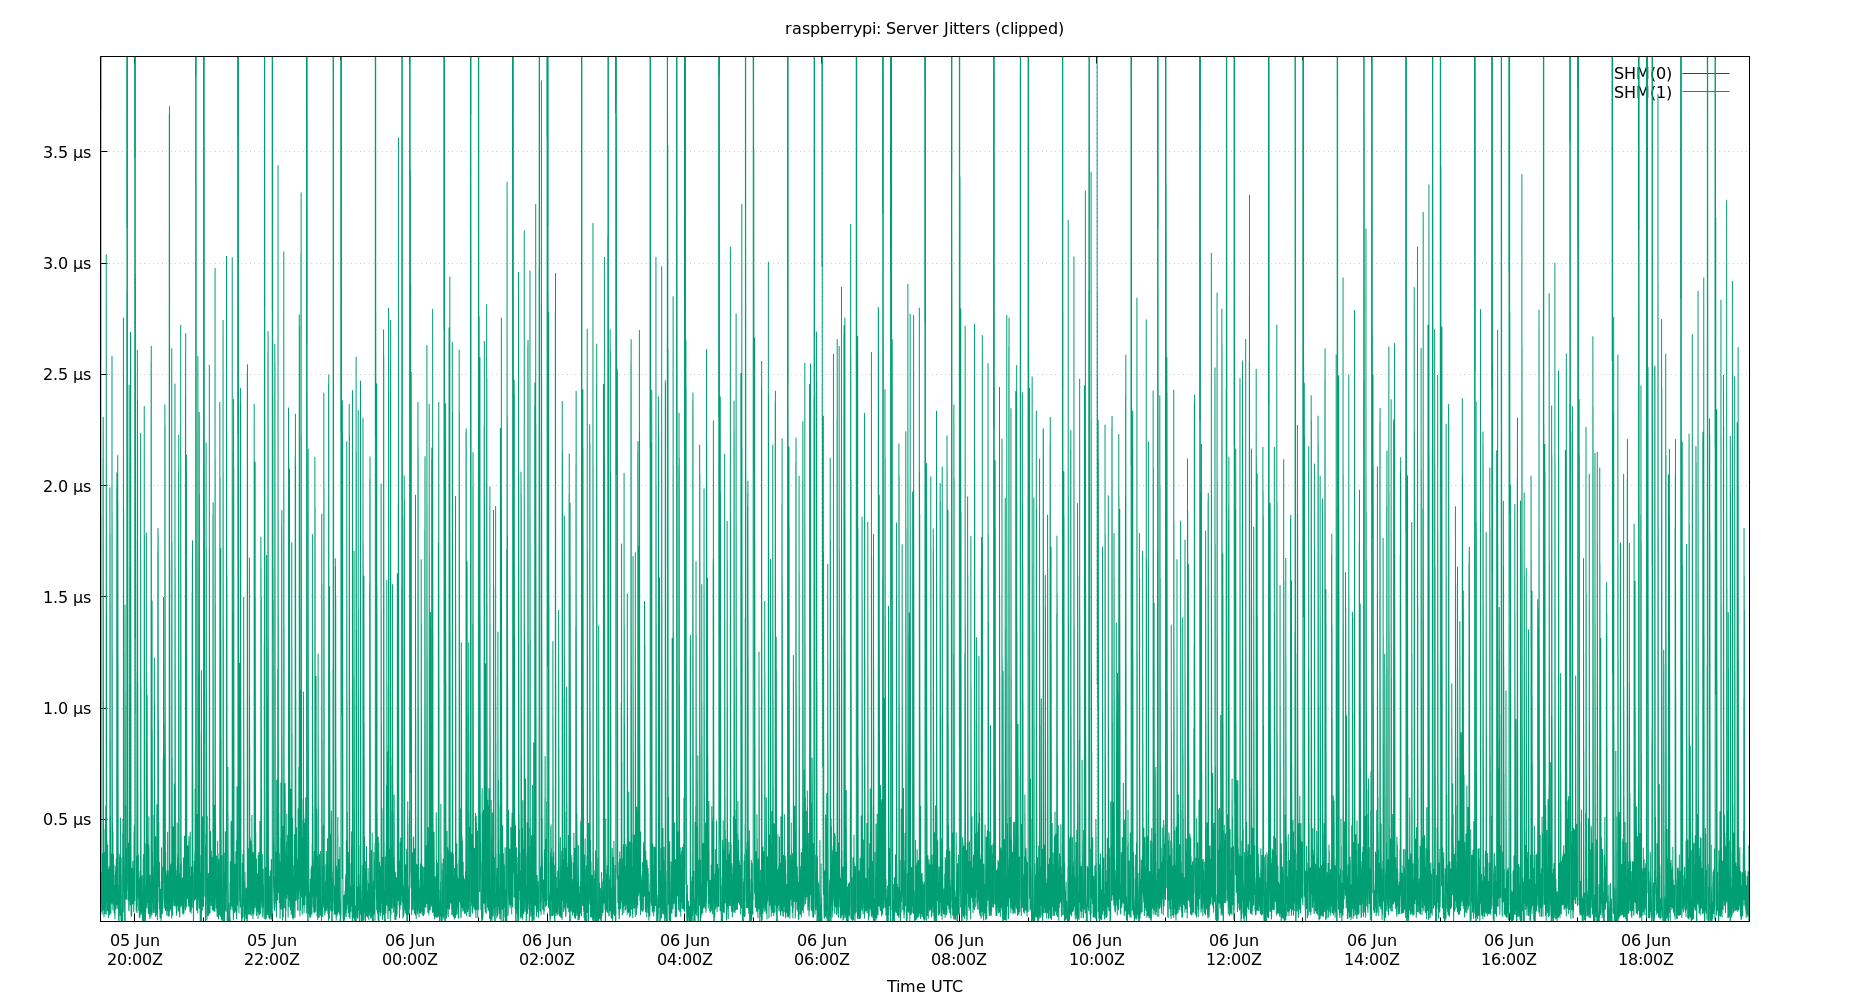 raspberrypi: Server Jitters (clipped)
SHM(0)
SHM(1)
3.5 µs
3.0 µs
2.5 µs
2.0 µs
1.5 µs
1.0 µs
0.5 µs
05 Jun 05 Jun 06 Jun 06 Jun 06 Jun 06 Jun 06 Jun 06 Jun 06 Jun 06 Jun 06 Jun 06 Jun
20:00Z 22:00Z 00:00Z 02:00Z 04:00Z 06:00Z 08:00Z 10:00Z 12:00Z 14:00Z 16:00Z 18:00Z
Time UTC